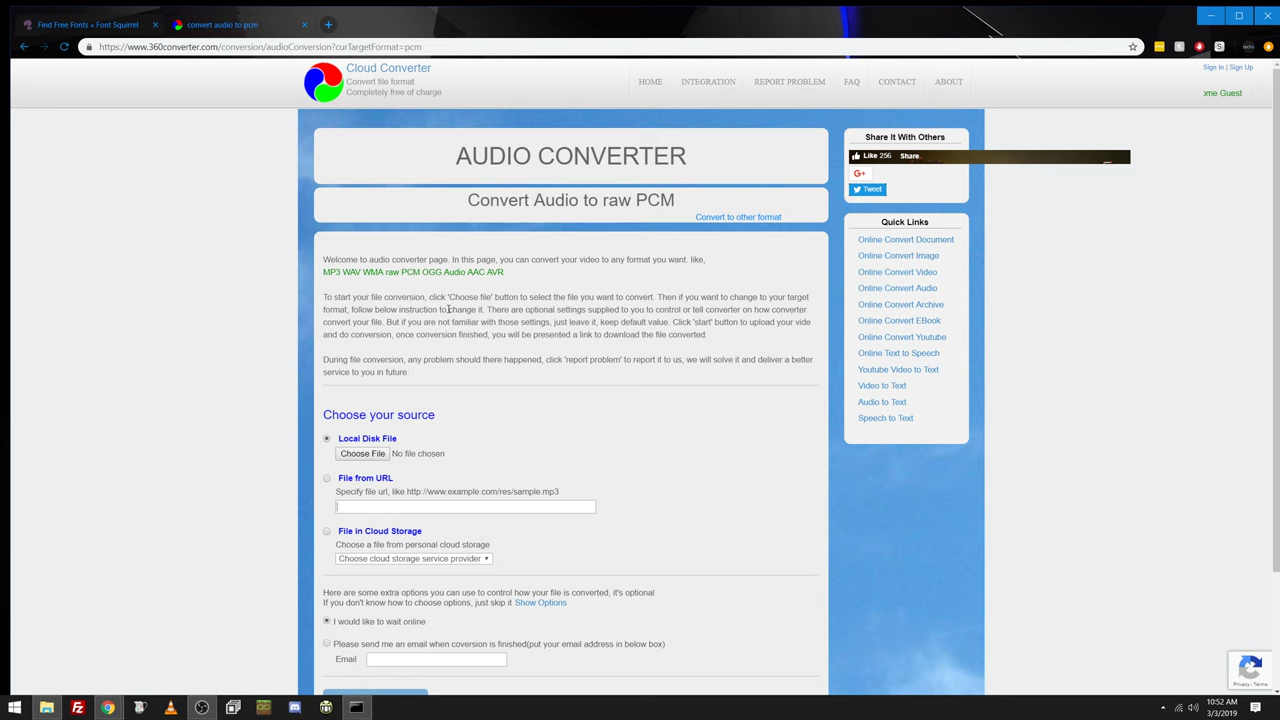 Find Free Fonts » Font Squirrel
convert audio to pcm
https://www.360converter.com/conversion/audioConversion?curTargetFormat=pcm
Sign In | Sign Up
Cloud Converter
Convert file format
Completely free of charge
HOME INTEGRATION REPORT PROBLEM FAQ CONTACT ABOUT
ome Guest
AUDIO CONVERTER
Convert Audio to raw PCM
Convert to other format
Welcome to audio converter page. In this page, you can convert your video to any format you want. like,
MP3 WAV WMA raw PCM OGG Audio AAC AVR
To start your file conversion, click 'Choose file' button to select the file you want to convert. Then if you want to change to your target
format, follow below instruction to change it. There are optional settings supplied to you to control or tell converter on how converter
convert your file. But if you are not familiar with those settings, just leave it, keep default value. Click 'start' button to upload your vide
and do conversion, once conversion finished, you will be presented a link to download the file converted.
During file conversion, any problem should there happened, click 'report problem' to report it to us, we will solve it and deliver a better
service to you in future.
Choose your source
Local Disk File
Choose File No file chosen
File from URL
Specify file url, like http://www.example.com/res/sample.mp3
File in Cloud Storage
Choose a file from personal cloud storage
Choose cloud storage service provider
Here are some extra options you can use to control how your file is converted, it's optional
If you don't know how to choose options, just skip it Show Options
I would like to wait online
Please send me an email when coversion is finished(put your email address in below box)
Email
Share It With Others
Like 256 Share
G+
Tweet
Quick Links
Online Convert Document
Online Convert Image
Online Convert Video
Online Convert Audio
Online Convert Archive
Online Convert EBook
Online Convert Youtube
Online Text to Speech
Youtube Video to Text
Video to Text
Audio to Text
Speech to Text
Privacy - Terms
10:52 AM
3/3/2019